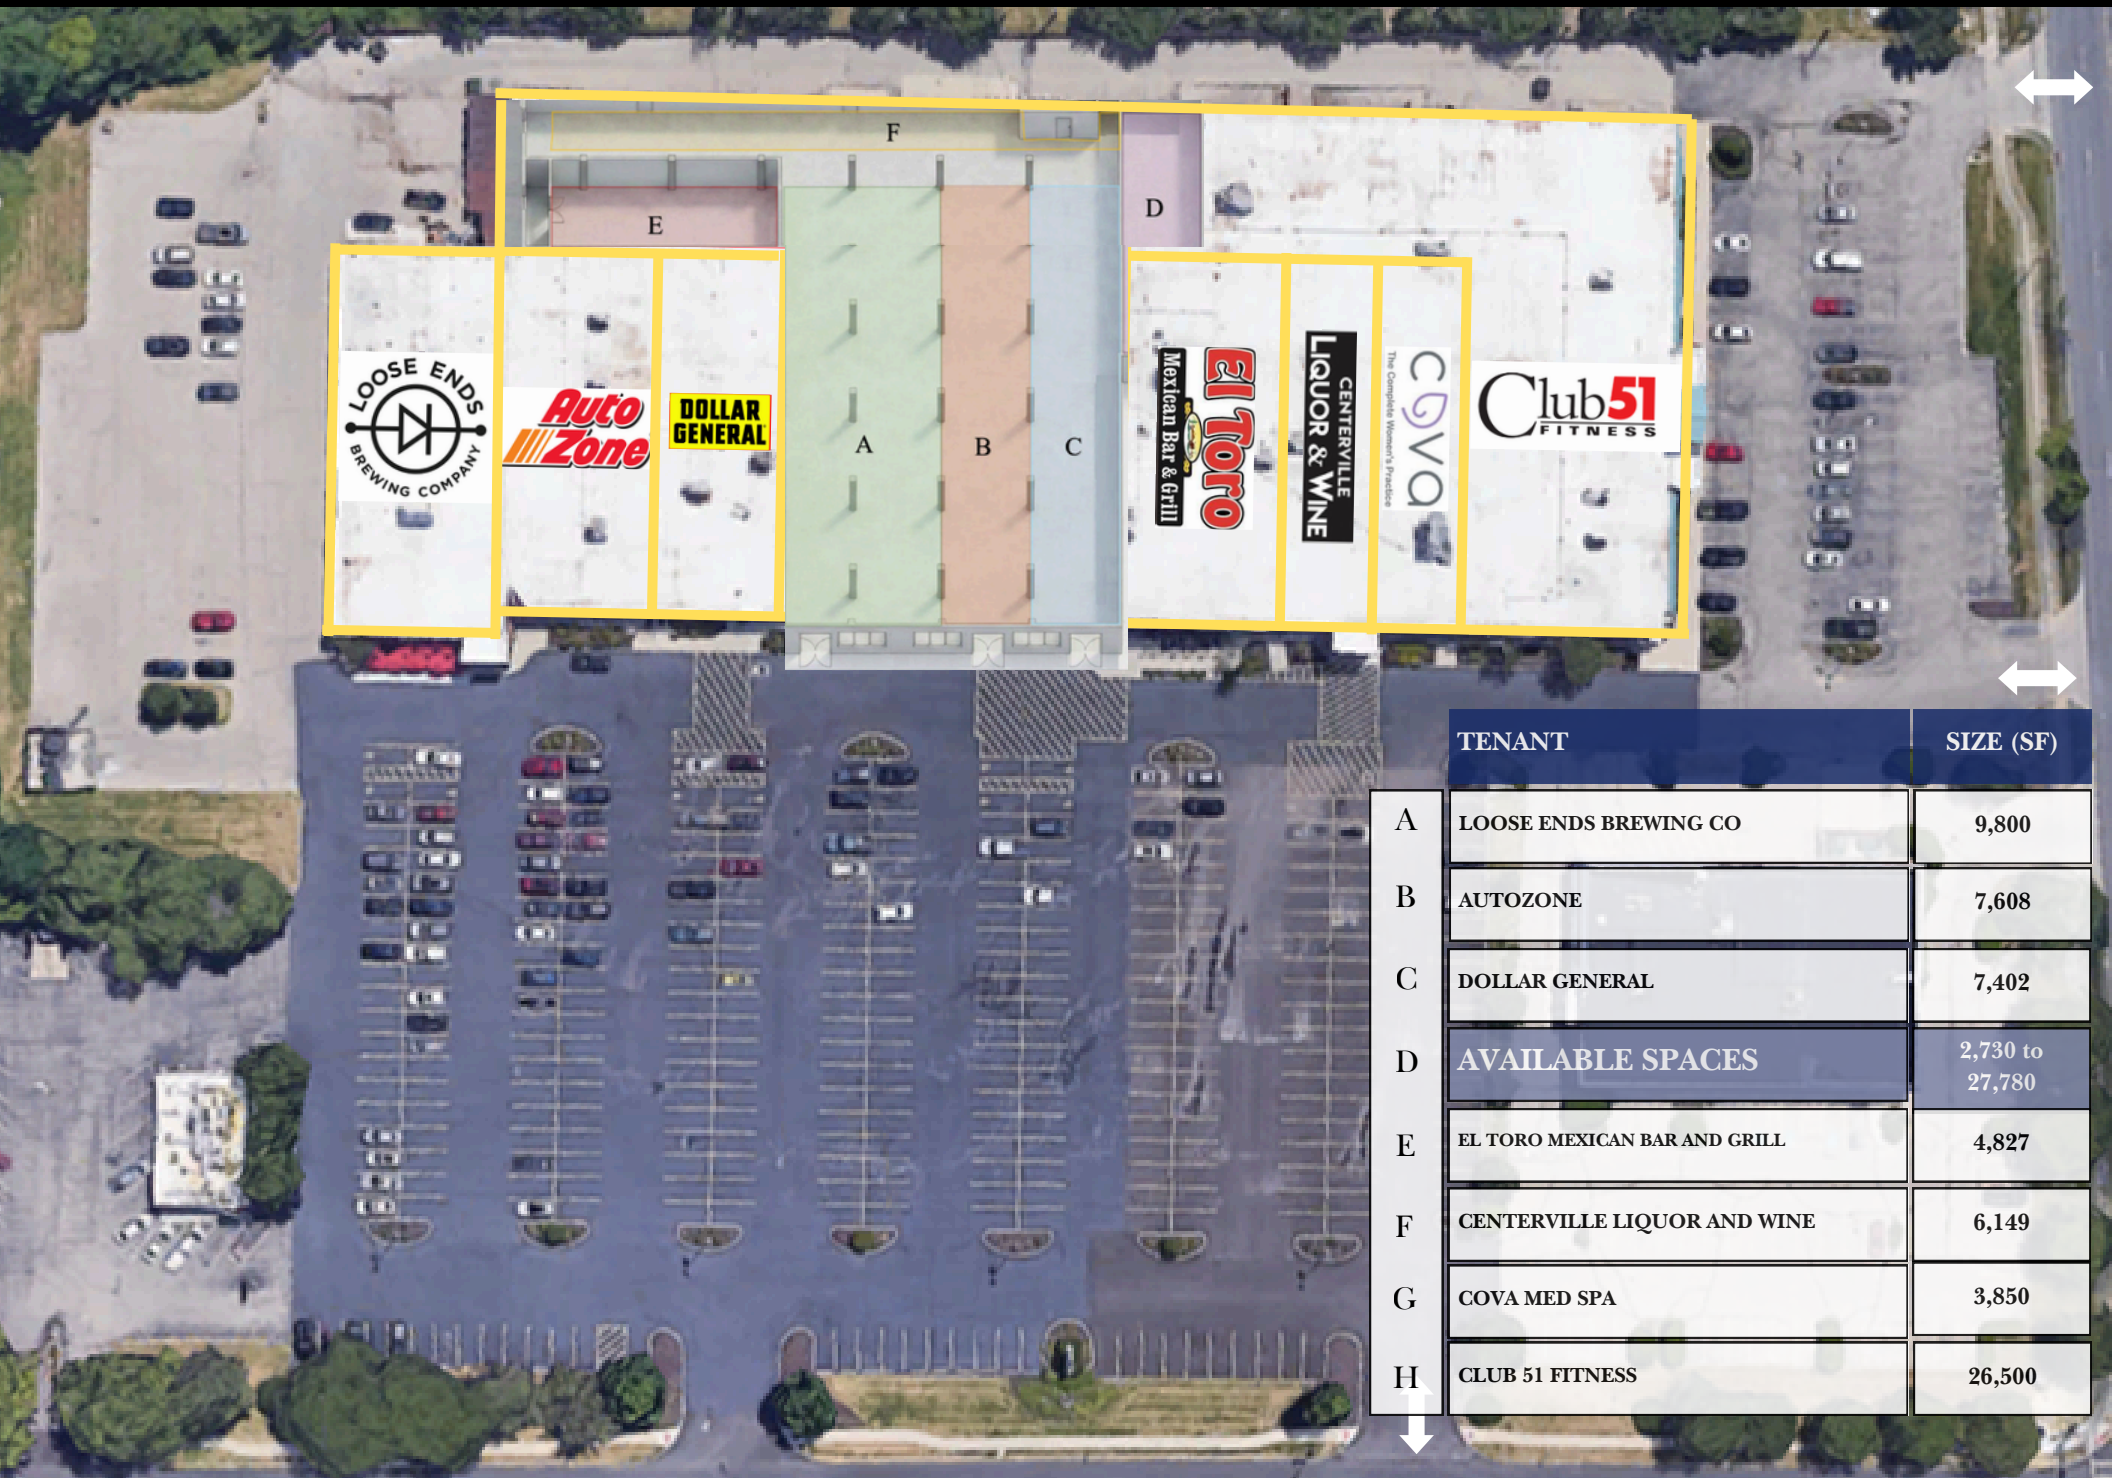 F
E
D
LOOSE ENDS
BREWING COMPANY
Auto
Zone
DOLLAR
GENERAL
A
B
C
El Toro
Mexican Bar & Grill
CENTERVILLE
LIQUOR & WINE
cova
The Complete Women's Practice
Club51
FITNESS
TENANT SIZE (SF)
A LOOSE ENDS BREWING CO 9,800
B AUTOZONE 7,608
C DOLLAR GENERAL 7,402
D AVAILABLE SPACES 2,730 to
27,780
E EL TORO MEXICAN BAR AND GRILL 4,827
F CENTERVILLE LIQUOR AND WINE 6,149
G COVA MED SPA 3,850
H CLUB 51 FITNESS 26,500